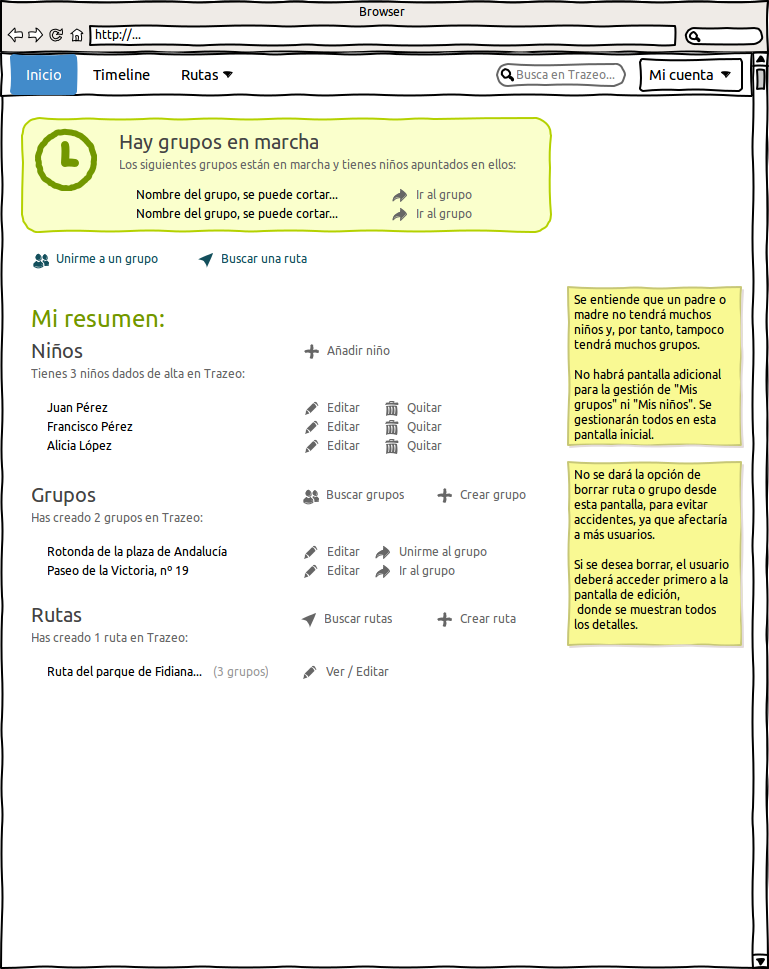 Browser
http://...
Inicio
Timeline
Rutas
Busca en Trazeo...
Mi cuenta
Hay grupos en marcha
Los siguientes grupos están en marcha y tienes niños apuntados en ellos:
Nombre del grupo, se puede cortar... Ir al grupo
Nombre del grupo, se puede cortar... Ir al grupo
Unirme a un grupo
Buscar una ruta
Mi resumen:
Niños
Añadir niño
Tienes 3 niños dados de alta en Trazeo:
Juan Pérez Editar Quitar
Francisco Pérez Editar Quitar
Alicia López Editar Quitar
Grupos
Buscar grupos
Crear grupo
Has creado 2 grupos en Trazeo:
Rotonda de la plaza de Andalucía Editar Unirme al grupo
Paseo de la Victoria, nº 19 Editar Ir al grupo
Rutas
Buscar rutas
Crear ruta
Has creado 1 ruta en Trazeo:
Ruta del parque de Fidiana... (3 grupos) Ver / Editar
Se entiende que un padre o
madre no tendrá muchos
niños y, por tanto, tampoco
tendrá muchos grupos.
No habrá pantalla adicional
para la gestión de "Mis
grupos" ni "Mis niños". Se
gestionarán todos en esta
pantalla inicial.
No se dará la opción de
borrar ruta o grupo desde
esta pantalla, para evitar
accidentes, ya que afectaría
a más usuarios.
Si se desea borrar, el usuario
deberá acceder primero a la
pantalla de edición,
donde se muestran todos
los detalles.